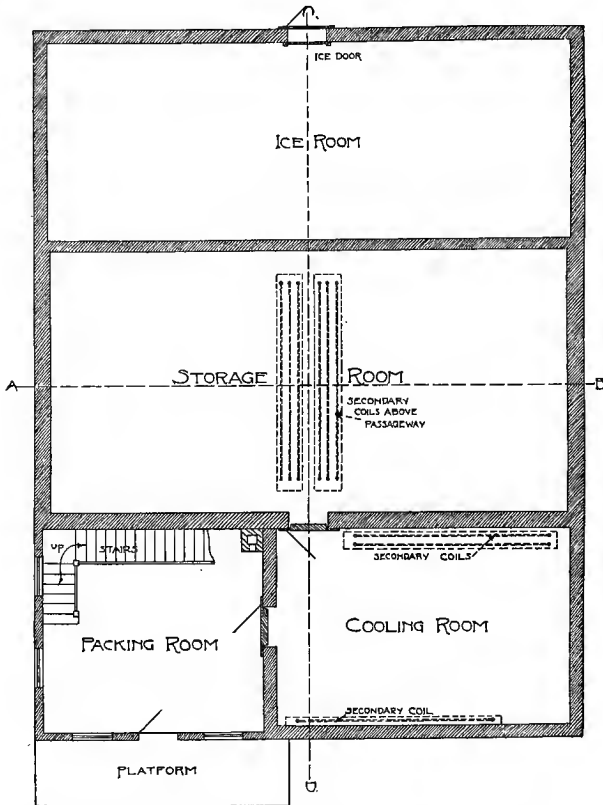 C.
ICE DOOR
ICE ROOM
A
STORAGE ROOM
B
SECONDARY
COILS ABOVE
PASSAGEWAY
UP
STAIRS
SECONDARY COILS
PACKING ROOM
COOLING ROOM
SECONDARY COIL
PLATFORM
D.